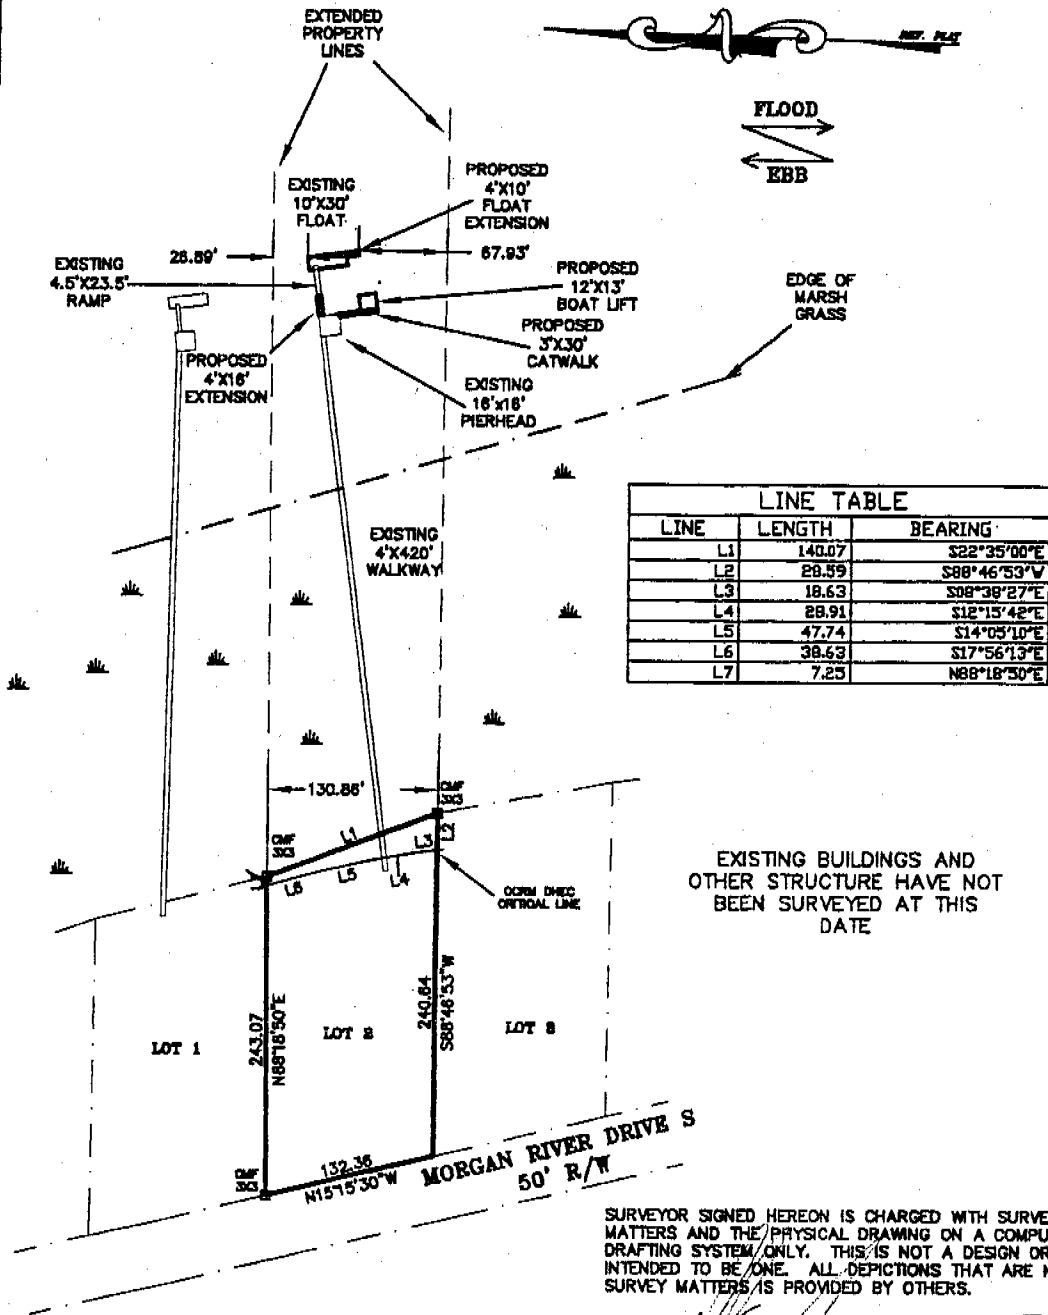 EXTENDED
PROPERTY
LINES
REF. PLAT
FLOOD
EBB
PROPOSED
4'X10'
FLOAT
EXTENSION
EXISTING
10'X30'
FLOAT
28.59'
67.93'
EXISTING
4.5'X23.5'
RAMP
PROPOSED
12'X13'
BOAT LIFT
EDGE OF
MARSH
GRASS
PROPOSED
3'X30'
CATWALK
PROPOSED
4'X16'
EXTENSION
EXISTING
16'x16'
PIERHEAD
LINE TABLE
LINE LENGTH BEARING
L1 140.07 S22°35'00"E
L2 28.59 S88°46'53"W
L3 18.63 S08°39'27"E
L4 28.91 S12°15'42"E
L5 47.74 S14°05'10"E
L6 38.63 S17°56'13"E
L7 7.25 N88°18'50"E
EXISTING
4'X420'
WALKWAY
130.86'
CMF
3X3
CMF
3X3
L1
L2
L3
L4
L5
L6
OCRM DHEC
CRITICAL LINE
EXISTING BUILDINGS AND
OTHER STRUCTURE HAVE NOT
BEEN SURVEYED AT THIS
DATE
243.07
N88°18'50"E
240.64
S88°46'53"W
LOT 1
LOT 2
LOT 3
CMF
3X3
132.36
N15°15'30"W
MORGAN RIVER DRIVE S
50' R/W
SURVEYOR SIGNED HEREON IS CHARGED WITH SURVE
MATTERS AND THE PHYSICAL DRAWING ON A COMPU
DRAFTING SYSTEM ONLY. THIS IS NOT A DESIGN OR
INTENDED TO BE ONE. ALL DEPICTIONS THAT ARE N
SURVEY MATTERS IS PROVIDED BY OTHERS.